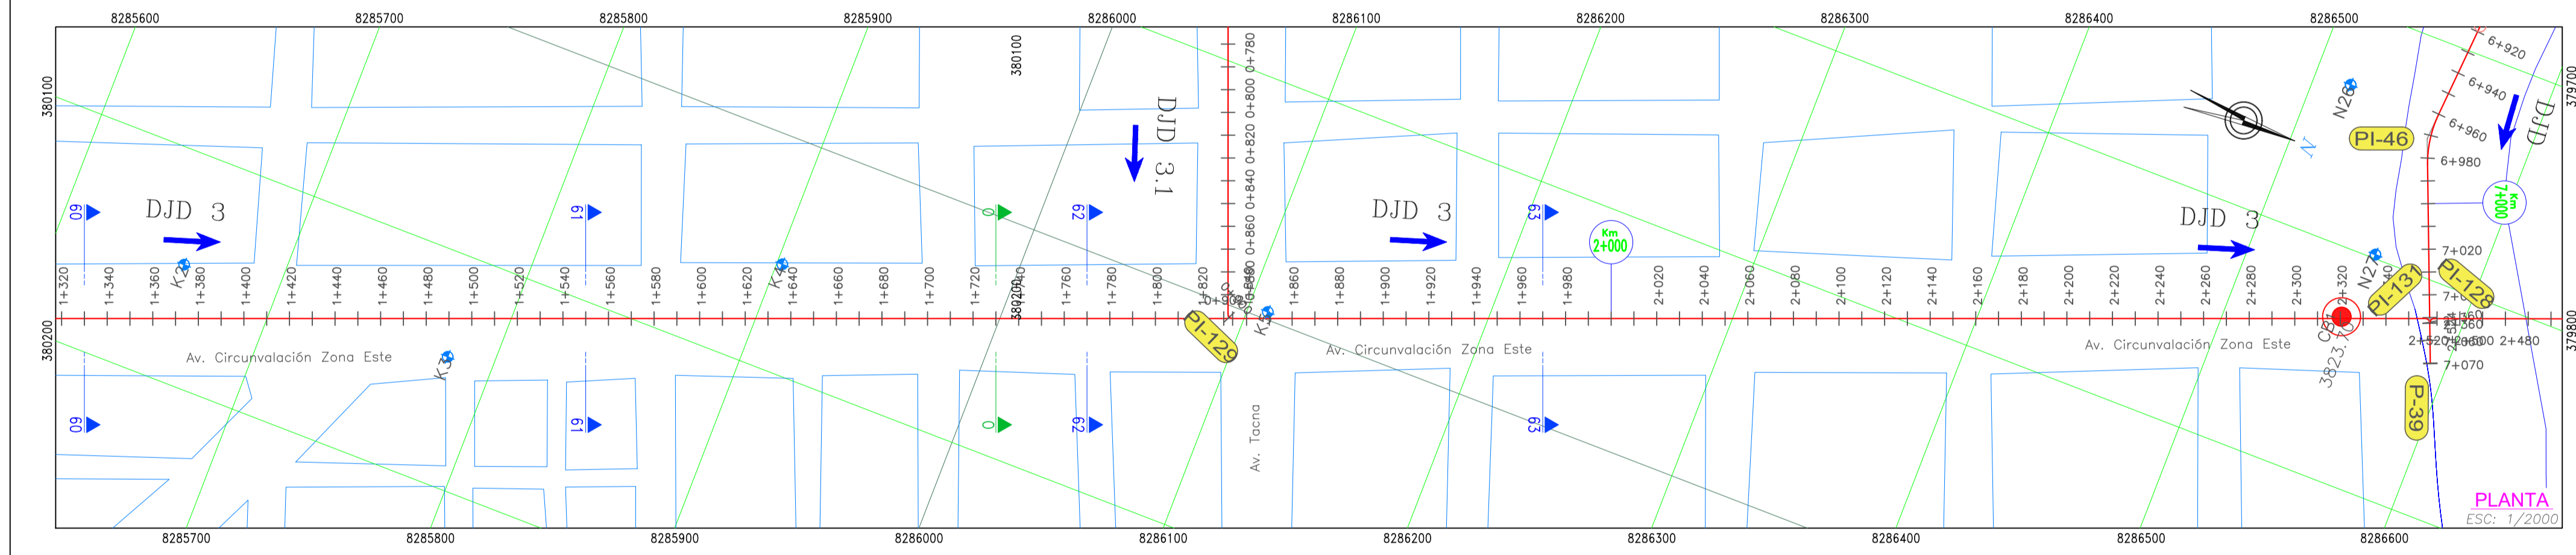 8285600 8285700 8285800 8285900 8286000 8286100 8286200 8286300 8286400 8286500
380100
380100
379700
380200
380200
379800
DJD 3
DJD 3.1
DJD 3
DJD 3
DJD
60 61 0 62 63
60 61 0 62 63
K2
K4
K3
K5
N26
N27
PI-46
PI-131
PI-128
PI-129
P-39
N
Km
2+000
Km
7+000
0+780
0+800
0+820
0+840
0+860
0+880
6+920
6+940
6+960
6+980
7+020
7+070
1+320 1+340 1+360 1+380 1+400 1+420 1+440 1+460 1+480 1+500 1+520 1+540 1+560 1+580 1+600 1+620 1+640 1+660 1+680 1+700 1+720 1+740 1+760 1+780 1+800 1+820 1+860 1+880 1+900 1+920 1+940 1+960 1+980 2+020 2+040 2+060 2+080 2+100 2+120 2+140 2+160 2+180 2+200 2+220 2+240 2+260 2+280 2+300 2+320
2+520 2+500 2+480
Av. Circunvalación Zona Este
Av. Circunvalación Zona Este
Av. Circunvalación Zona Este
Av. Tacna
PLANTA
ESC: 1/2000
8285700 8285800 8285900 8286000 8286100 8286200 8286300 8286400 8286500 8286600